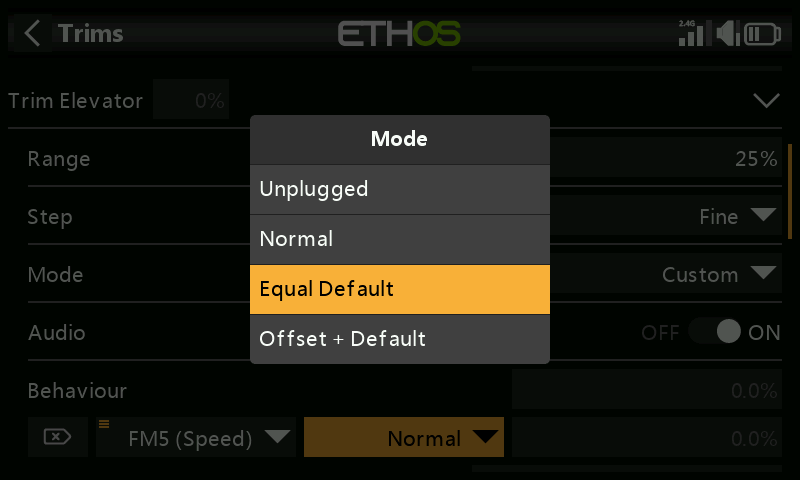 Trims
ETHOS
2.4G
Trim Elevator 0%
Mode
Range 25%
Unplugged
Step Fine
Normal
Mode Custom
Equal Default
Audio OFF ON
Offset + Default
Behaviour 0.0%
FM5 (Speed) Normal 0.0%